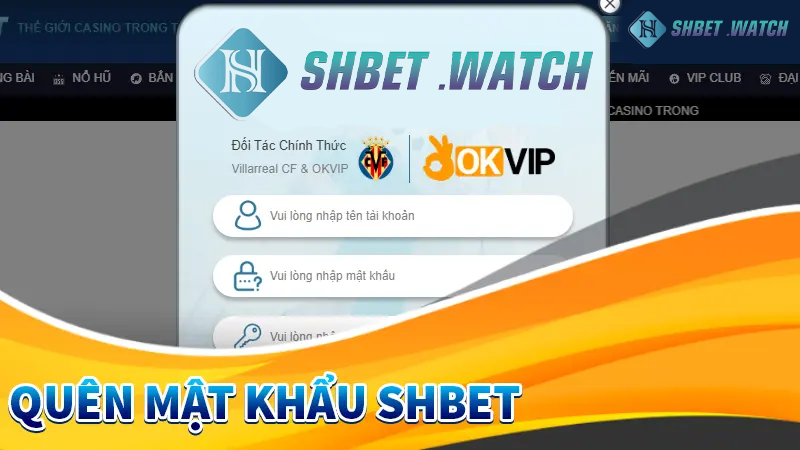 THẾ GIỚI CASINO TRONG T
SHBET .WATCH
NỔ HŨ
BẮN
ẾN MÃI
VIP CLUB
ĐẠI
CASINO TRONG
SHBET .WATCH
Đối Tác Chính Thức
Villarreal CF & OKVIP
OKVIP
Vui lòng nhập tên tài khoản
Vui lòng nhập mật khẩu
Vui lòng nh
QUÊN MẬT KHẨU SHBET